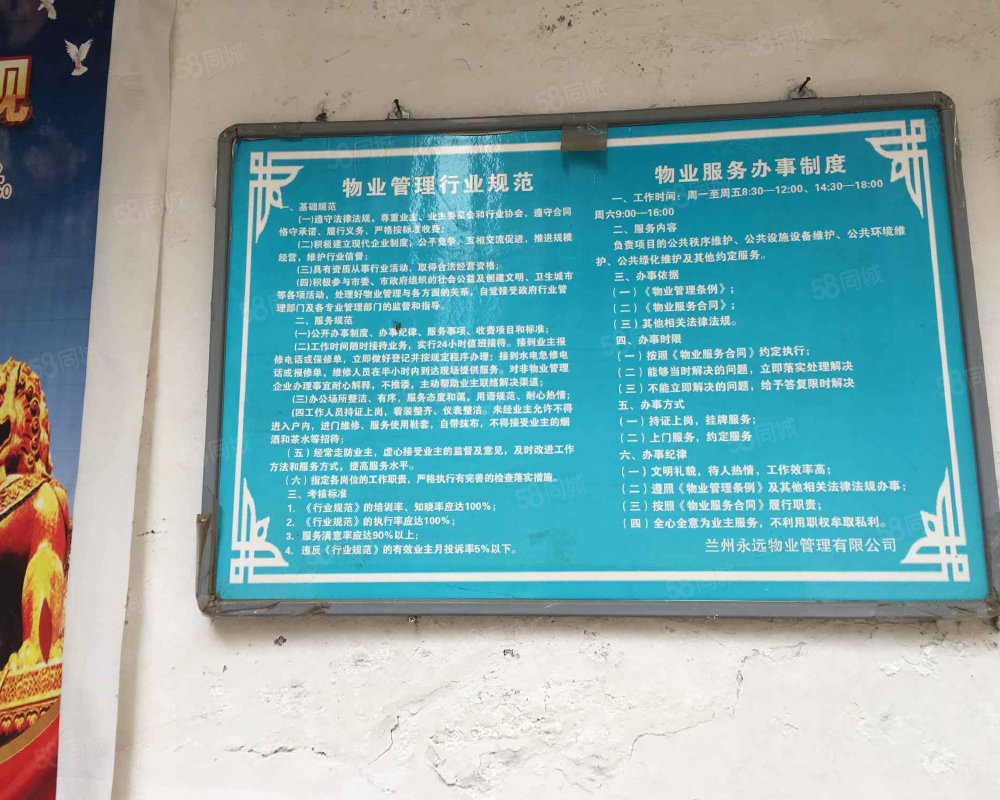 观
物业管理行业规范
一、基础规范
(一)遵守法律法规，尊重业主、业主委员会和行业协会，遵守合同
恪守承诺、履行义务、严格按标准收费；
(二)积极建立现代企业制度，公平竞争，互相交流促进，推进规模
经营，维护行业信誉；
(三)具有资质从事行业活动、取得合法经营资格；
(四)积极参与市委、市政府组织的社会公益及创建文明、卫生城市
等各项活动，处理好物业管理与各方面的关系，自觉接受政府行业管
理部门及各专业管理部门的监督和指导。
二、服务规范
(一)公开办事制度、办事纪律、服务事项、收费项目和标准；
(二)工作时间随时接待业务，实行24小时值班接待。接到业主报
修电话或保修单，立即做好登记并按规定程序办理；接到水电急修电
话或报修单，维修人员在半小时内到达现场提供服务。对非物业管理
企业办理事宜耐心解释，不推诿，主动帮助业主联络解决渠道；
(三)办公场所整洁、有序，服务态度和蔼，用语规范、耐心热情；
(四工作人员持证上岗，着装整齐、仪表整洁。未经业主允许不得
进入户内，进门维修、服务使用鞋套，自带抹布，不得接受业主的烟
酒和茶水等招待；
（五）经常走防业主，虚心接受业主的监督及意见，及时改进工作
方法和服务方式，提高服务水平。
（六）指定各岗位的工作职责，严格执行有完善的检查落实措施。
三、考核标准
1. 《行业规范》的培训率、知晓率应达100%；
2. 《行业规范》的执行率应达100%；
3. 服务满意率应达90%以上；
4. 违反《行业规范》的有效业主月投诉率5%以下。
物业服务办事制度
一、工作时间：周一至周五8:30—12:00、14:30—18:00
周六9:00—16:00
二、服务内容
负责项目的公共秩序维护、公共设施设备维护、公共环境维
护、公共绿化维护及其他约定服务。
三、办事依据
(一)《物业管理条例》；
(二)《物业服务合同》；
(三)其他相关法律法规。
四、办事时限
(一)按照《物业服务合同》约定执行；
(二)能够当时解决的问题，立即落实处理解决
(三)不能立即解决的问题，给予答复限时解决
五、办事方式
(一)持证上岗，挂牌服务；
(二)上门服务，约定服务
六、办事纪律
(一)文明礼貌，待人热情，工作效率高；
(二)遵照《物业管理条例》及其他相关法律法规办事；
(三)按照《物业服务合同》履行职责；
(四)全心全意为业主服务，不利用职权牟取私利。
兰州永远物业管理有限公司
58同城